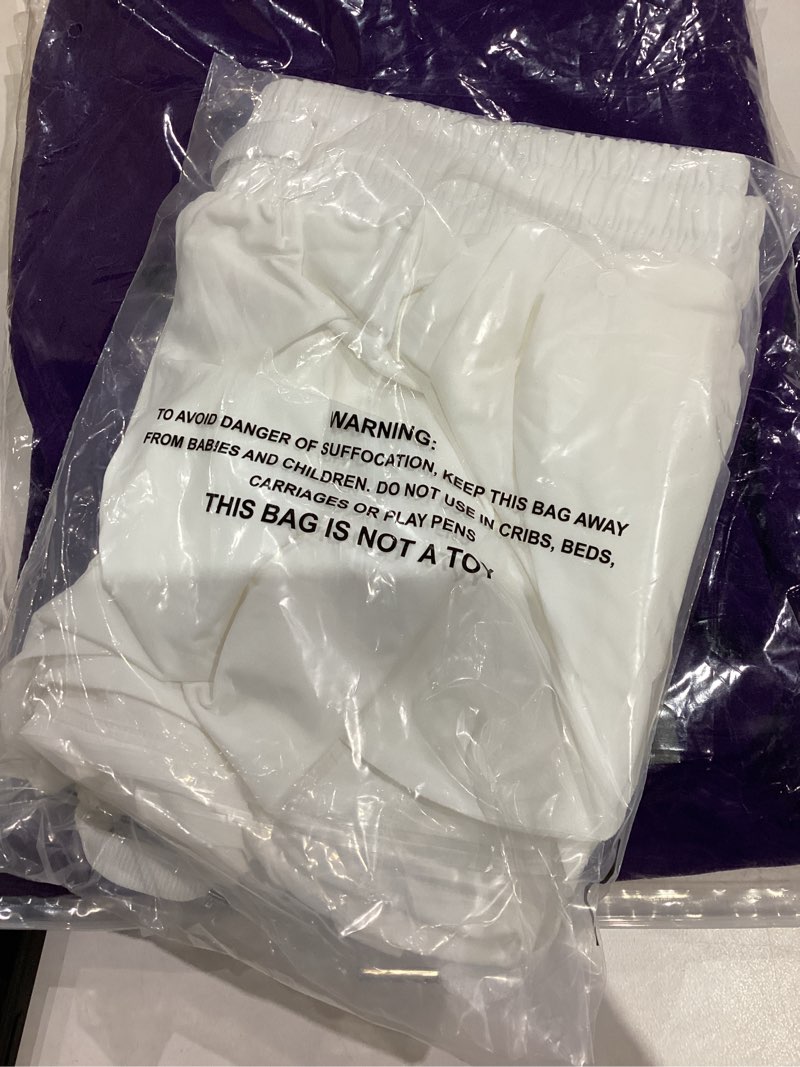 WARNING:
TO AVOID DANGER OF SUFFOCATION, KEEP THIS BAG AWAY
FROM BABIES AND CHILDREN. DO NOT USE IN CRIBS, BEDS,
CARRIAGES OR PLAY PENS
THIS BAG IS NOT A TOY